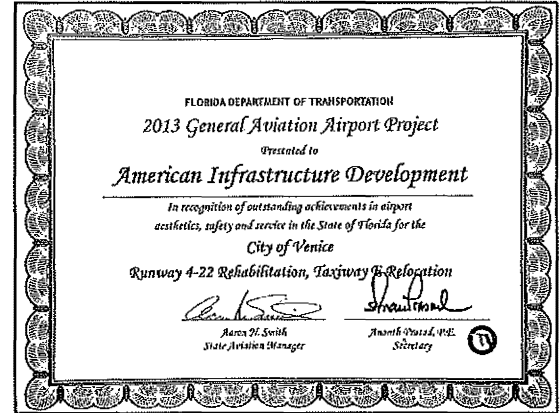 FLORIDA DEPARTMENT OF TRANSPORTATION
2013 General Aviation Airport Project
Presented to
American Infrastructure Development
In recognition of outstanding achievements in airport
aesthetics, safety and service in the State of Florida for the
City of Venice
Runway 4-22 Rehabilitation, Taxiway E Relocation
Aaron N. Smith
State Aviation Manager
Ananth Prasad, P.E.
Secretary